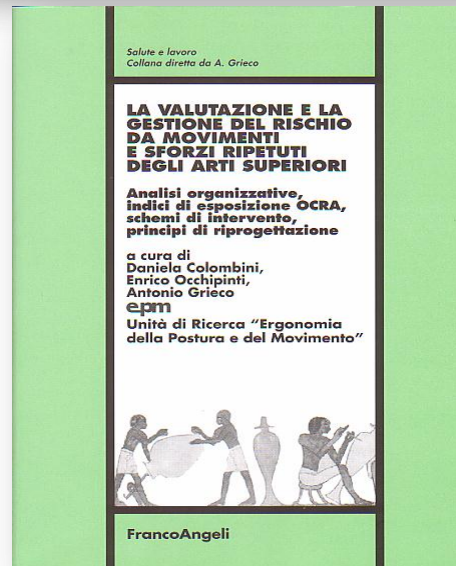 Salute e lavoro
Collana diretta da A. Grieco
LA VALUTAZIONE E LA
GESTIONE DEL RISCHIO
DA MOVIMENTI
E SFORZI RIPETUTI
DEGLI ARTI SUPERIORI
Analisi organizzative,
indici di esposizione OCRA,
schemi di intervento,
principi di riprogettazione
a cura di
Daniela Colombini,
Enrico Occhipinti,
Antonio Grieco
epm
Unità di Ricerca “Ergonomia
della Postura e del Movimento”
FrancoAngeli